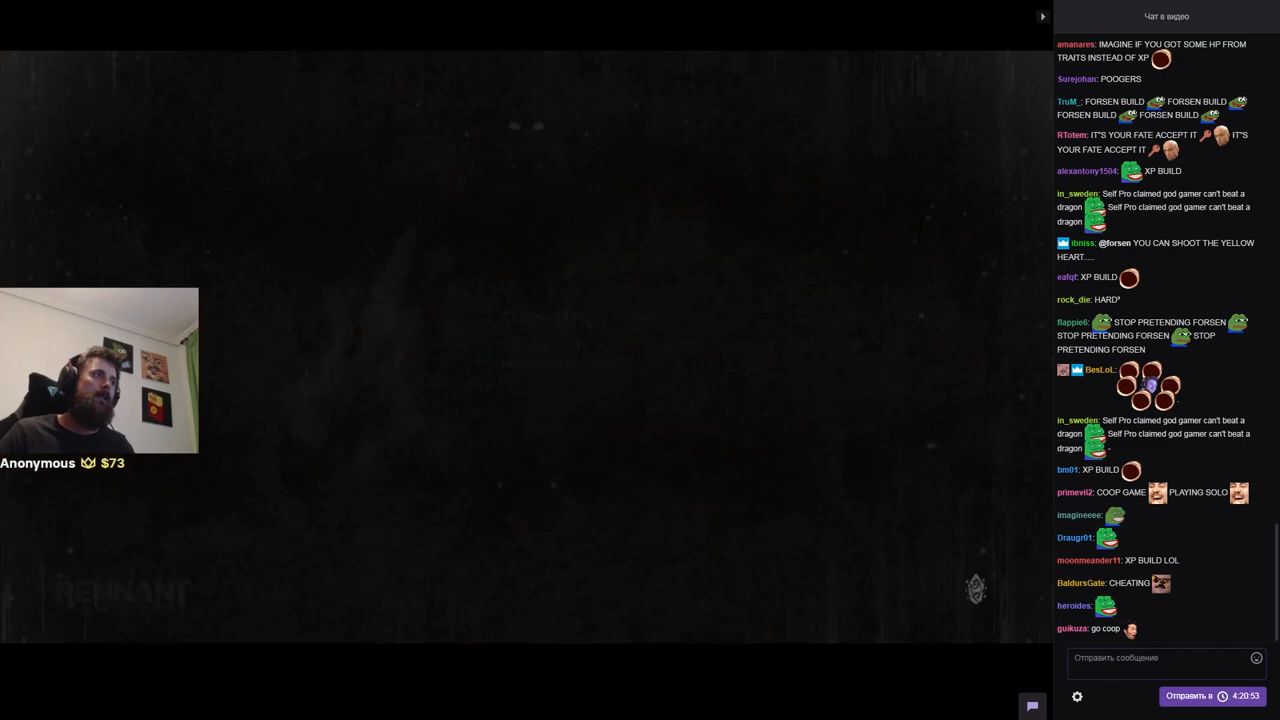 Чат в видео
amanares: IMAGINE IF YOU GOT SOME HP FROM
TRAITS INSTEAD OF XP
Surejohan: POOGERS
TruM_: FORSEN BUILD FORSEN BUILD
FORSEN BUILD FORSEN BUILD
RTotem: IT"S YOUR FATE ACCEPT IT IT"S
YOUR FATE ACCEPT IT
alexantony1504: XP BUILD
in_sweden: Self Pro claimed god gamer can't beat a
dragon Self Pro claimed god gamer can't beat a
dragon
ibniss: @forsen YOU CAN SHOOT THE YELLOW
HEART.....
eafqf: XP BUILD
rock_die: HARD*
flappie6: STOP PRETENDING FORSEN
STOP PRETENDING FORSEN STOP
PRETENDING FORSEN
BesLoL:
in_sweden: Self Pro claimed god gamer can't beat a
dragon Self Pro claimed god gamer can't beat a
dragon -
bm01: XP BUILD
primevil2: COOP GAME PLAYING SOLO
imagineeee:
Draugr01:
moonmeander11: XP BUILD LOL
BaldursGate: CHEATING
heroides:
guikuza: go coop
Отправить сообщение
Отправить в 4:20:53
Anonymous $73
REMNANT